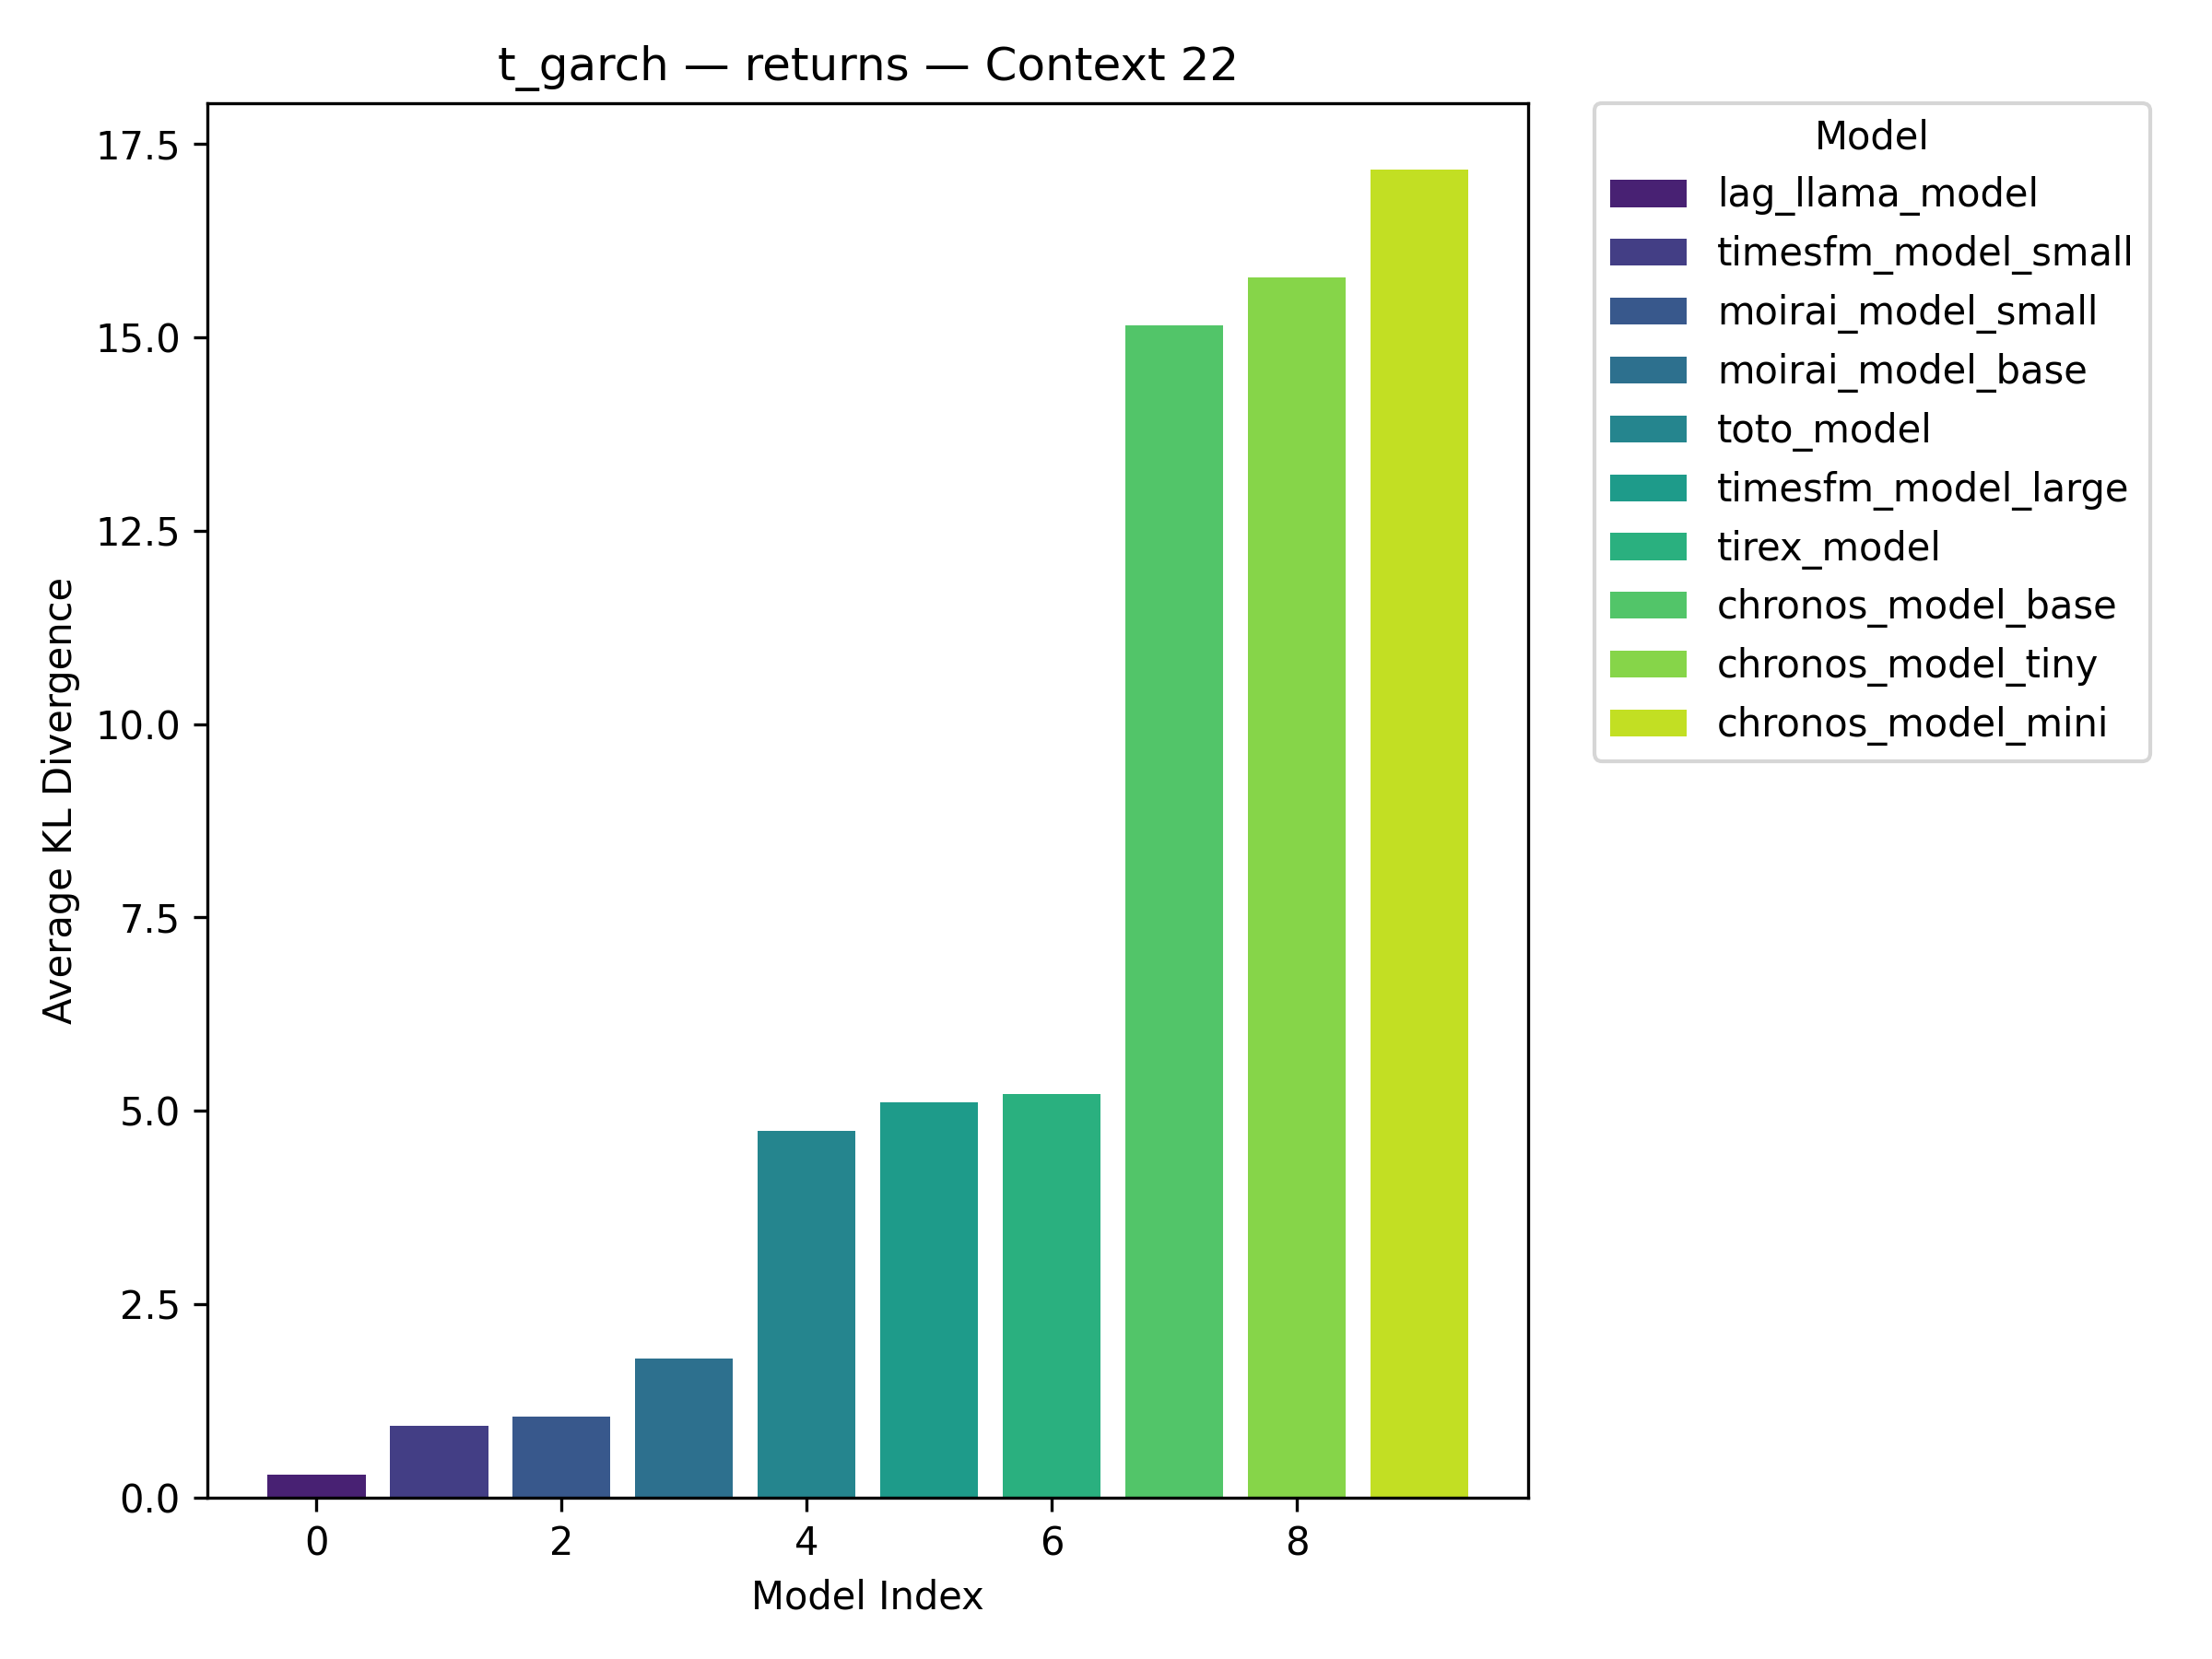 t_garch — returns — Context 22
Average KL Divergence
17.5
15.0
12.5
10.0
7.5
5.0
2.5
0.0
0 2 4 6 8
Model Index
Model
lag_llama_model
timesfm_model_small
moirai_model_small
moirai_model_base
toto_model
timesfm_model_large
tirex_model
chronos_model_base
chronos_model_tiny
chronos_model_mini